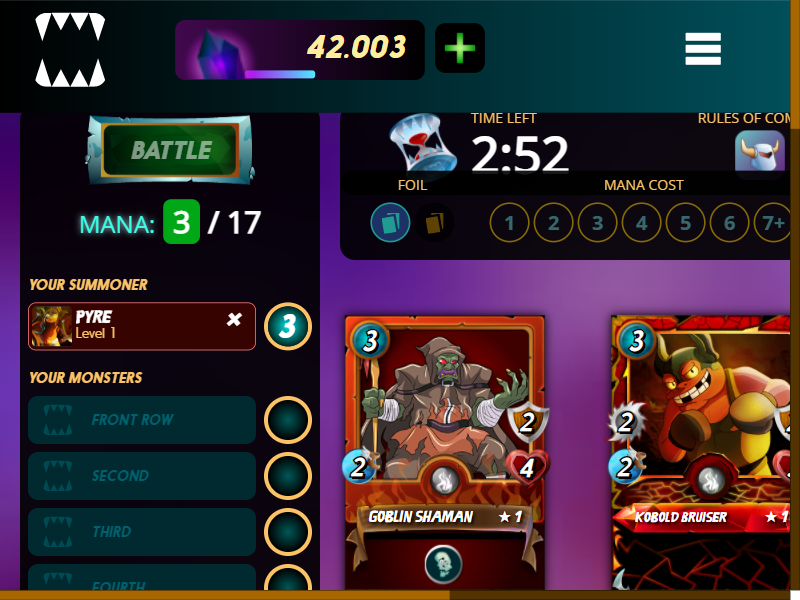 42.003
TIME LEFT
RULES OF COM
2:52
BATTLE
FOIL
MANA COST
MANA: 3 / 17
1 2 3 4 5 6 7+
YOUR SUMMONER
PYRE
Level 1
3
YOUR MONSTERS
FRONT ROW
SECOND
THIRD
FOURTH
3
2
2
4
GOBLIN SHAMAN ★ 1
3
2
2
KOBOLD BRUISER ★ 1